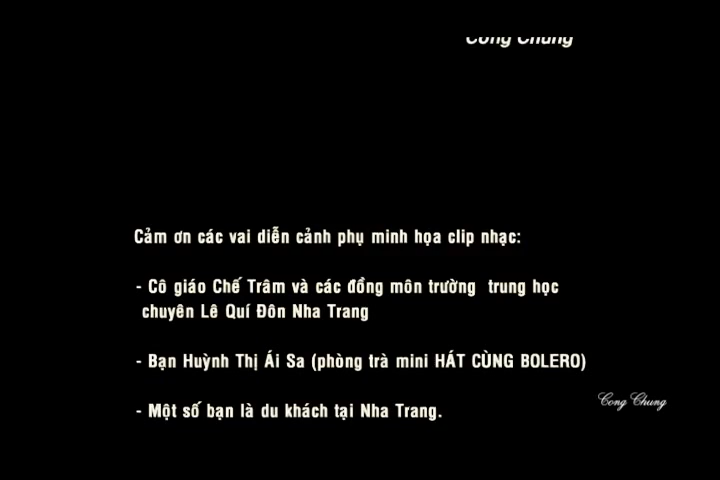 Cong Chung
Cảm ơn các vai diễn cảnh phụ minh họa clip nhạc:
- Cô giáo Chế Trâm và các đồng môn trường trung học
chuyên Lê Quí Đôn Nha Trang
- Bạn Huỳnh Thị Ái Sa (phòng trà mini HÁT CÙNG BOLERO)
Cong Chung
- Một số bạn là du khách tại Nha Trang.